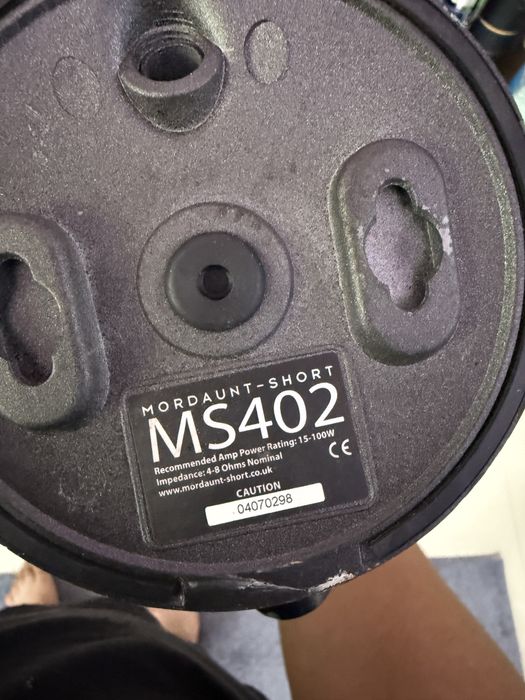 MORDAUNT-SHORT
MS402
Recommended Amp Power Rating: 15-100W
Impedance: 4-8 Ohms Nominal
www.mordaunt-short.co.uk
CE
CAUTION
04070298